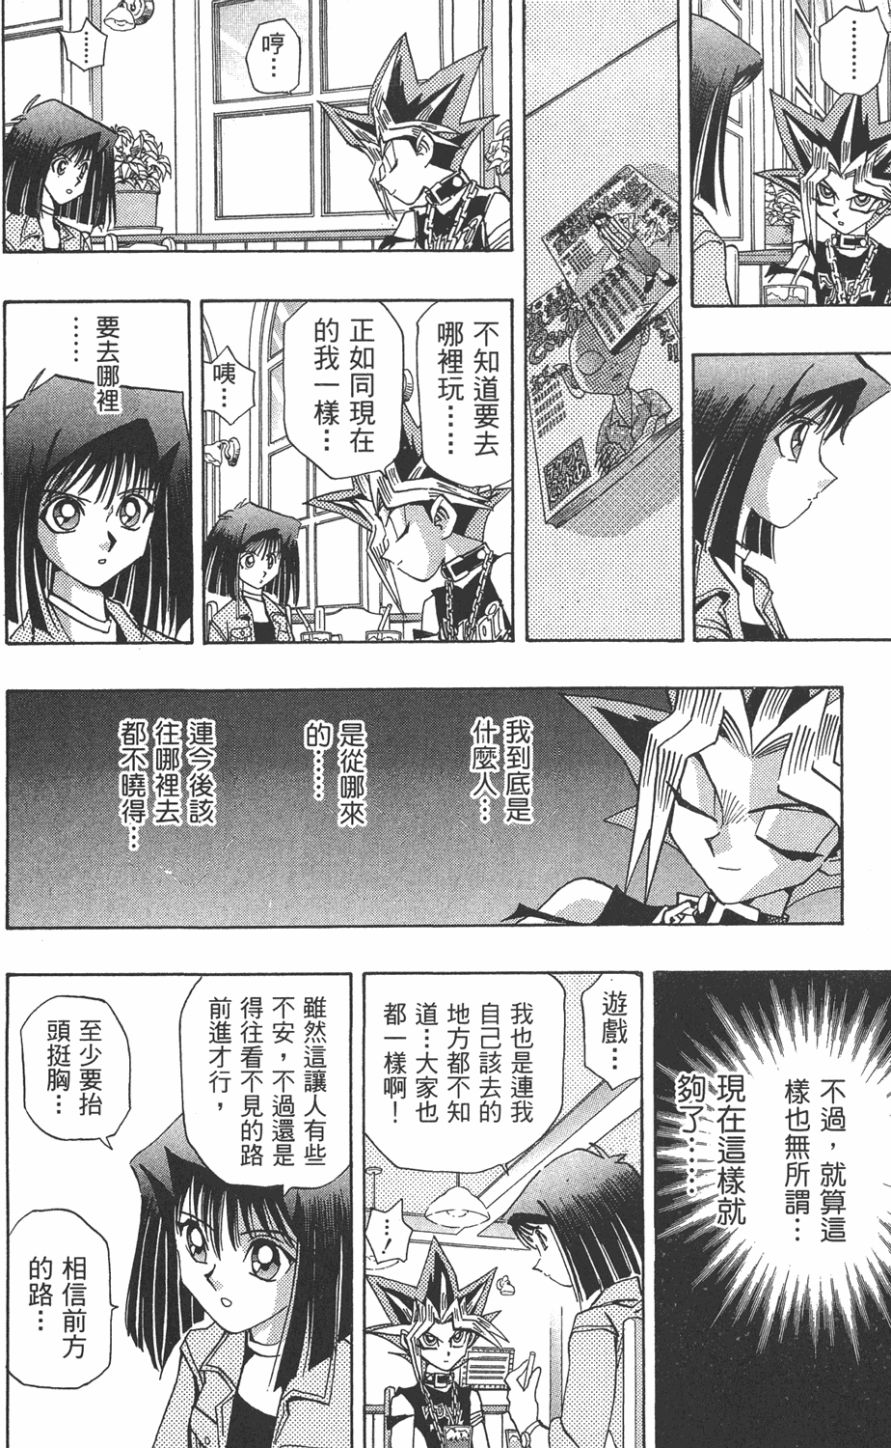 ……
哼…
……
不知道要去
哪裡玩……
正如同現在
的我一樣…
咦…
要去哪裡
……
我到底是
什麼人…
是從哪來
的……
連今後該
往哪裡去
都不曉得…
不過，就算這
樣也無所謂…
現在這樣就
夠了……
遊戲…
我也是連我
自己該去的
地方都不知
道…大家也
都一樣啊！
…！
雖然這讓人有些
不安，不過還是
得往看不見的路
前進才行，
至少要抬
頭挺胸…
相信前方
的路…